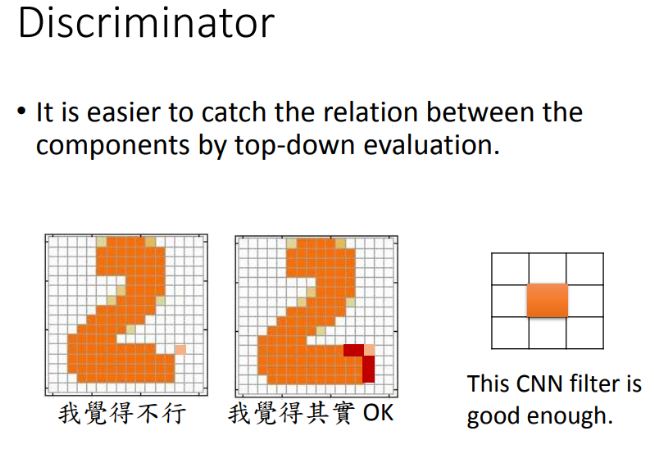 Discriminator
• It is easier to catch the relation between the
components by top-down evaluation.
我覺得不行
我覺得其實 OK
This CNN filter is
good enough.